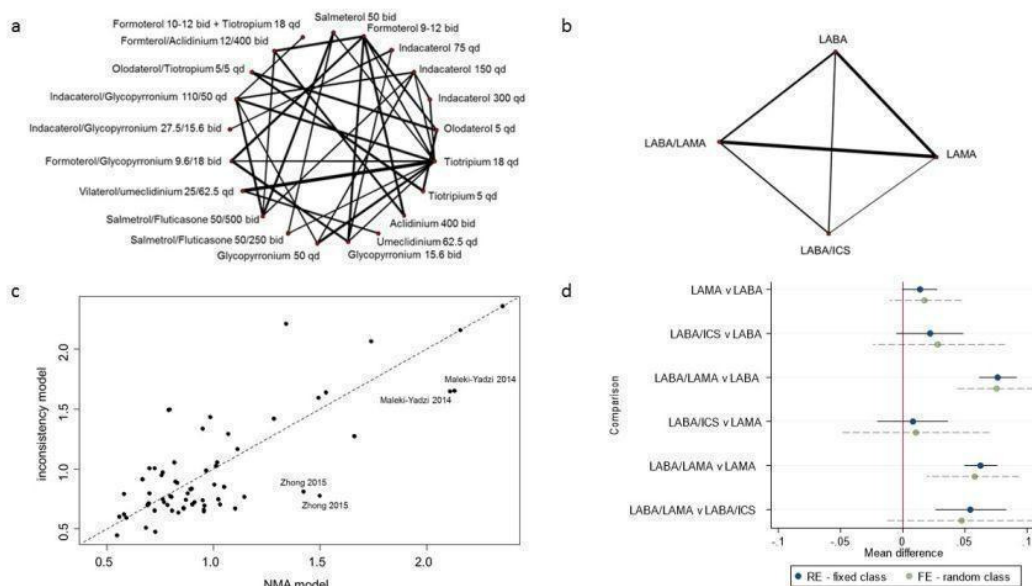 a
Salmeterol 50 bid
Formoterol 10-12 bid + Tiotropium 18 qd
Formoterol 9-12 bid
Formterol/Aclidinium 12/400 bid
Indacaterol 75 qd
Olodaterol/Tiotropium 5/5 qd
Indacaterol 150 qd
Indacaterol/Glycopyrronium 110/50 qd
Indacaterol 300 qd
Indacaterol/Glycopyrronium 27.5/15.6 bid
Olodaterol 5 qd
Formoterol/Glycopyrronium 9.6/18 bid
Tiotripium 18 qd
Vilaterol/umeclidinium 25/62.5 qd
Tiotripium 5 qd
Salmetrol/Fluticasone 50/500 bid
Aclidinium 400 bid
Salmetrol/Fluticasone 50/250 bid
Umeclidinium 62.5 qd
Glycopyrronium 50 qd
Glycopyrronium 15.6 bid
b
LABA
LABA/LAMA
LAMA
LABA/ICS
c
inconsistency model
2.0
1.5
1.0
0.5
Maleki-Yadzi 2014
Maleki-Yadzi 2014
Zhong 2015
Zhong 2015
0.5 1.0 1.5 2.0
NMA model
d
Comparison
LAMA v LABA
LABA/ICS v LABA
LABA/LAMA v LABA
LABA/ICS v LAMA
LABA/LAMA v LAMA
LABA/LAMA v LABA/ICS
-.1 -.05 0 .05 0.1
Mean difference
RE - fixed class FE - random class